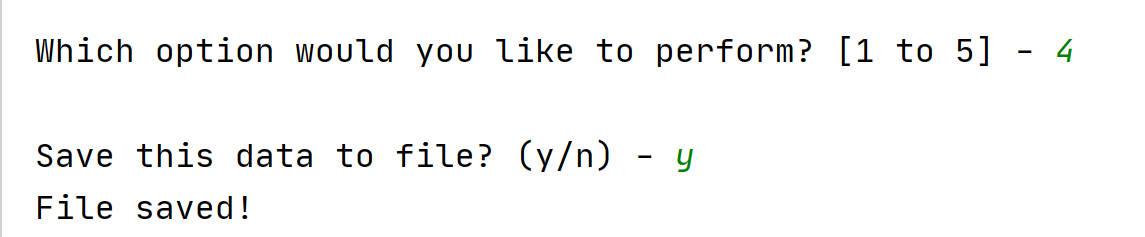 Which option would you like to perform? [1 to 5] - 4
Save this data to file? (y/n) - y
File saved!